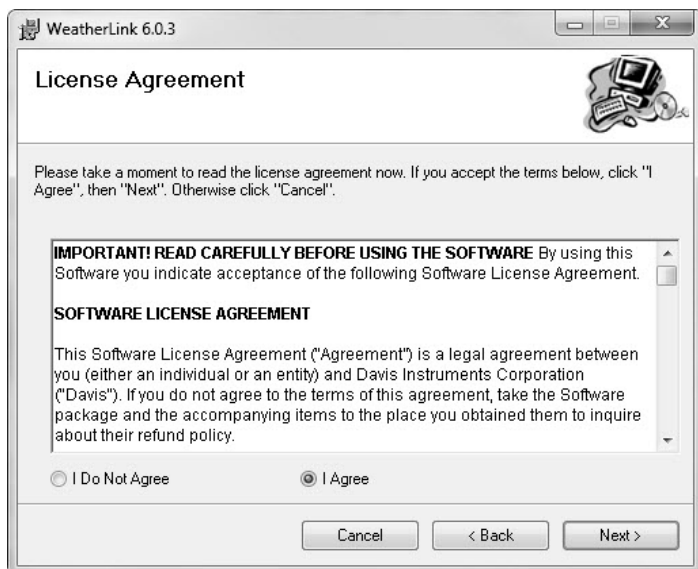 WeatherLink 6.0.3
License Agreement
Please take a moment to read the license agreement now. If you accept the terms below, click "I
Agree", then "Next". Otherwise click "Cancel".
IMPORTANT! READ CAREFULLY BEFORE USING THE SOFTWARE By using this
Software you indicate acceptance of the following Software License Agreement.
SOFTWARE LICENSE AGREEMENT
This Software License Agreement ("Agreement") is a legal agreement between
you (either an individual or an entity) and Davis Instruments Corporation
("Davis"). If you do not agree to the terms of this agreement, take the Software
package and the accompanying items to the place you obtained them to inquire
about their refund policy.
I Do Not Agree
I Agree
Cancel
< Back
Next >